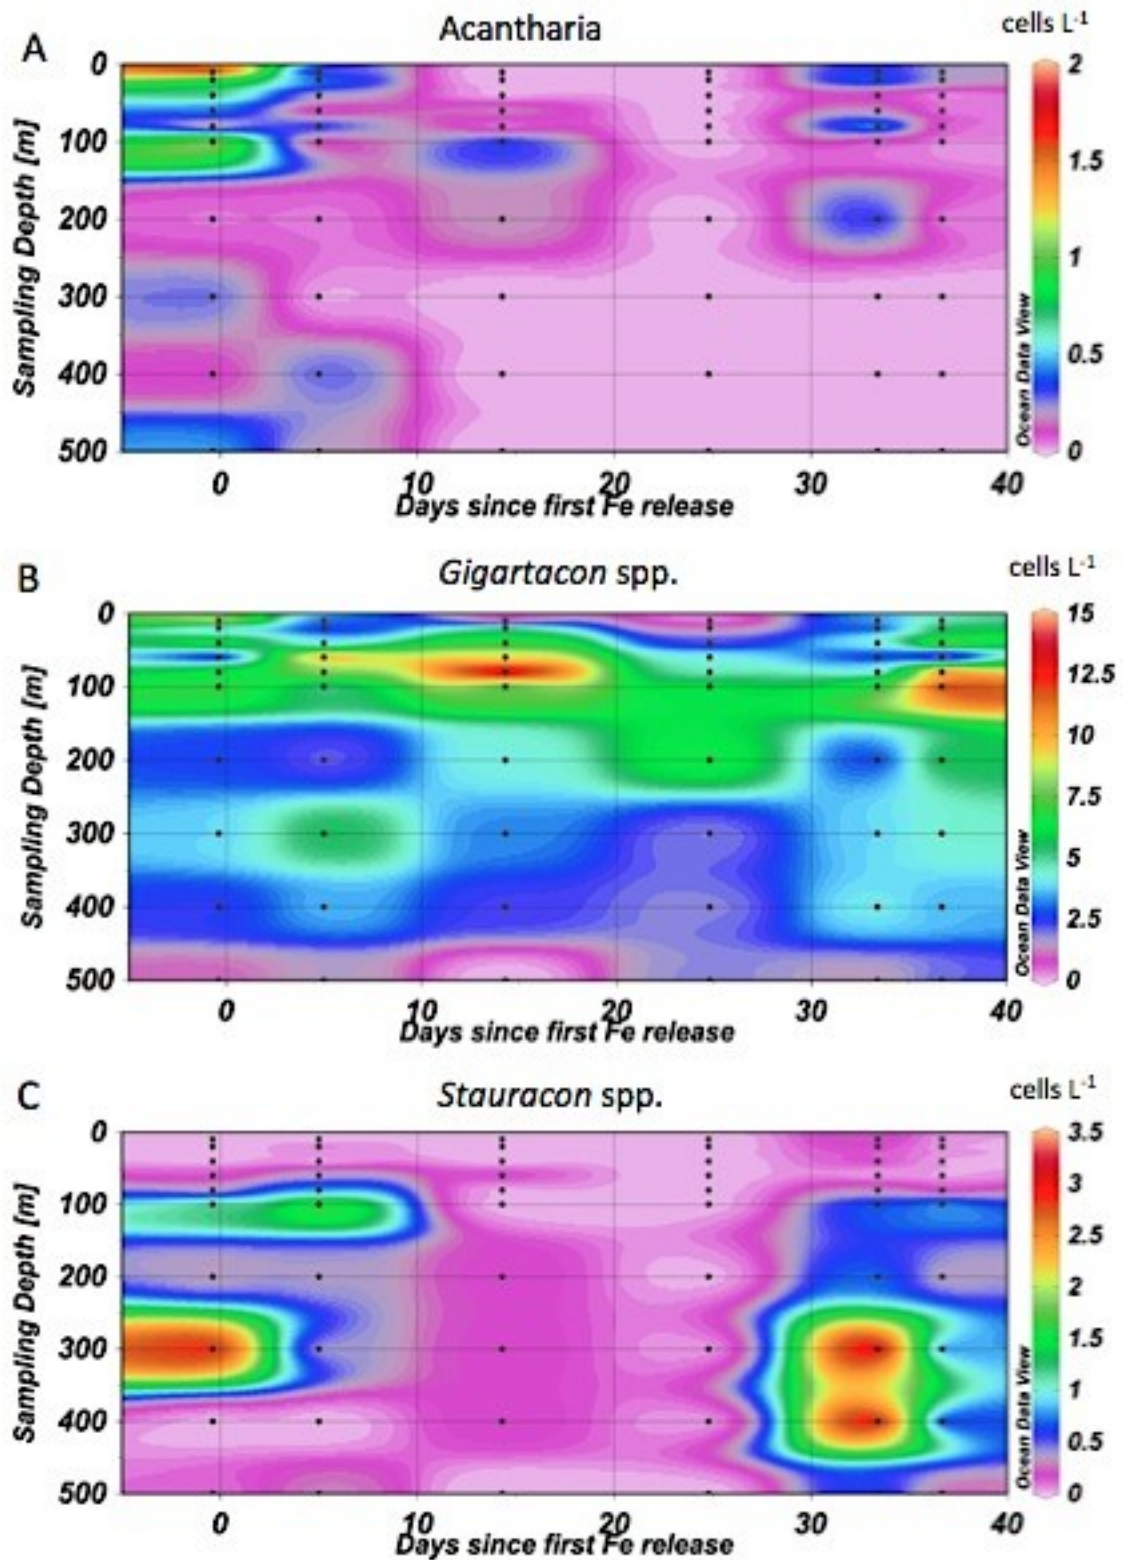 A
Acantharia
cells L-1
0
100
200
300
400
500
Sampling Depth [m]
0 10 20 30 40
Days since first Fe release
Ocean Data View
2
1.5
1
0.5
0
B
Gigartacon spp.
cells L-1
0
100
200
300
400
500
Sampling Depth [m]
0 10 20 30 40
Days since first Fe release
Ocean Data View
15
12.5
10
7.5
5
2.5
0
C
Stauracon spp.
cells L-1
0
100
200
300
400
500
Sampling Depth [m]
0 10 20 30 40
Days since first Fe release
Ocean Data View
3.5
3
2.5
2
1.5
1
0.5
0